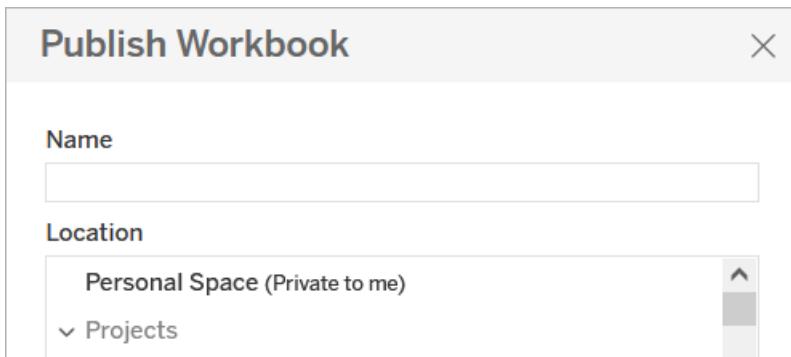 Publish Workbook
Name
Location
Personal Space (Private to me)
Projects